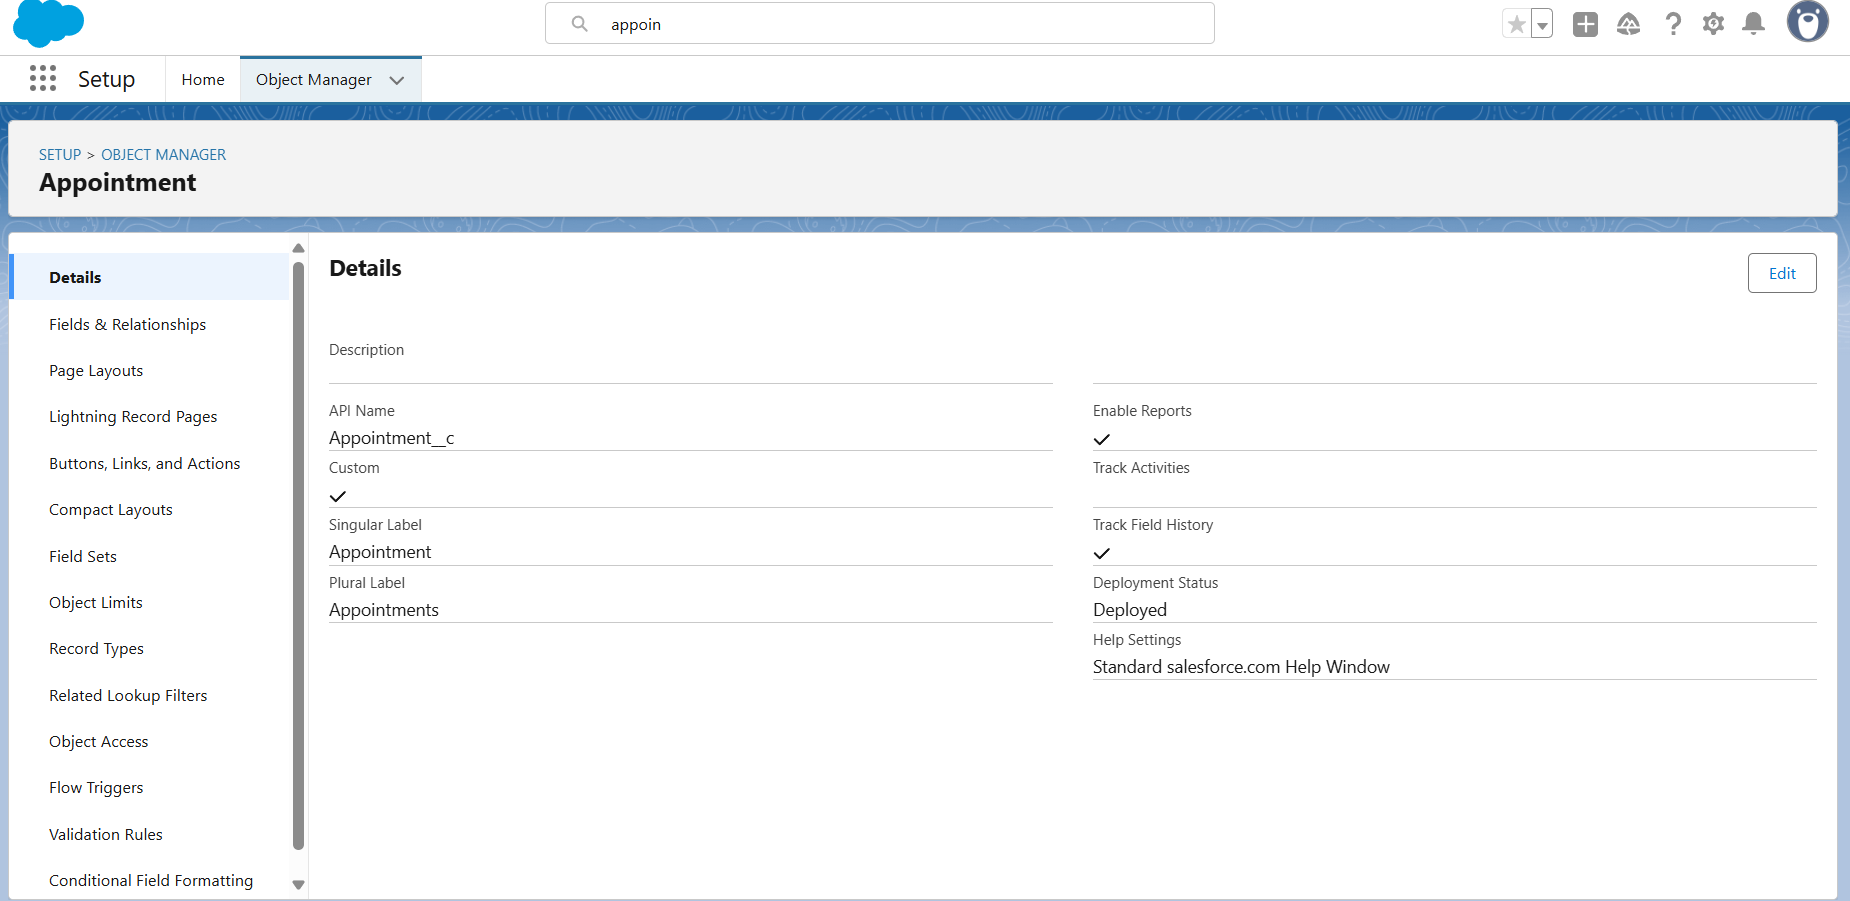 appoin
Setup
Home
Object Manager
SETUP > OBJECT MANAGER
Appointment
Details
Fields & Relationships
Page Layouts
Lightning Record Pages
Buttons, Links, and Actions
Compact Layouts
Field Sets
Object Limits
Record Types
Related Lookup Filters
Object Access
Flow Triggers
Validation Rules
Conditional Field Formatting
Details
Edit
Description
API Name
Appointment__c
Custom
Singular Label
Appointment
Plural Label
Appointments
Enable Reports
Track Activities
Track Field History
Deployment Status
Deployed
Help Settings
Standard salesforce.com Help Window